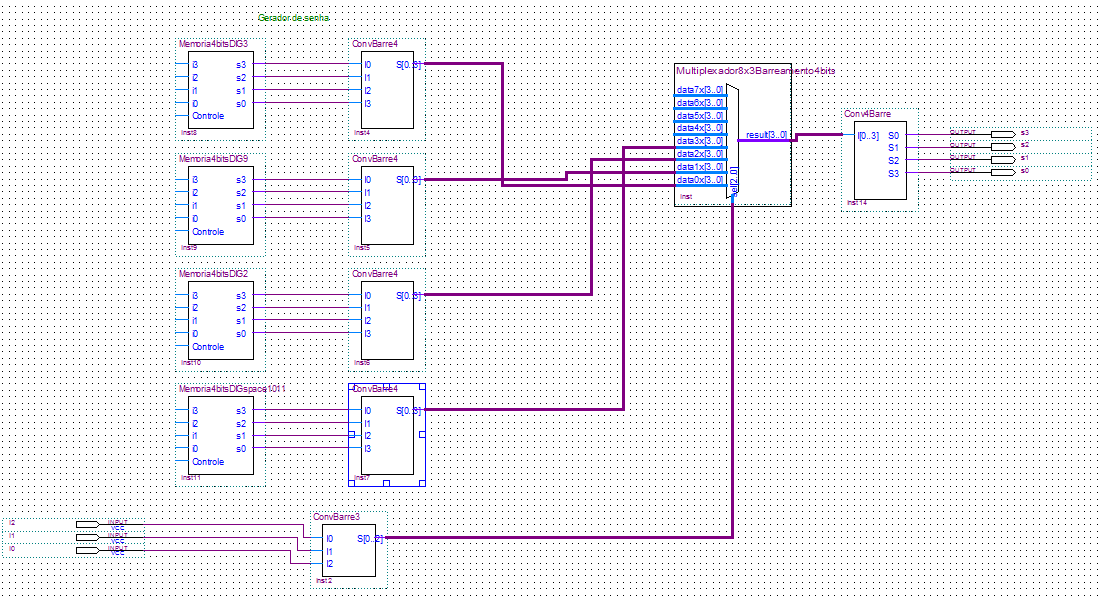 Gerador de senha
Memoria4bitsDIG3
i3 s3
i2 s2
i1 s1
i0 s0
Controle
inst8
ConvBarre4
I0 S[0..3]
I1
I2
I3
inst4
Memoria4bitsDIG9
i3 s3
i2 s2
i1 s1
i0 s0
Controle
inst9
ConvBarre4
I0 S[0..3]
I1
I2
I3
inst5
Memoria4bitsDIG2
i3 s3
i2 s2
i1 s1
i0 s0
Controle
inst10
ConvBarre4
I0 S[0..3]
I1
I2
I3
inst6
Memoria4bitsDIGspace1011
i3 s3
i2 s2
i1 s1
i0 s0
Controle
inst11
ConvBarre4
I0 S[0..3]
I1
I2
I3
inst7
Multiplexador8x3Barreamento4bits
data7x[3..0]
data6x[3..0]
data5x[3..0]
data4x[3..0]
data3x[3..0]
data2x[3..0]
data1x[3..0]
data0x[3..0]
result[3..0]
sel[2..0]
inst
Conv4Barre
I[0..3] S0
S1
S2
S3
inst14
OUTPUT s3
OUTPUT s2
OUTPUT s1
OUTPUT s0
I2 INPUT
VCC
I1 INPUT
VCC
I0 INPUT
VCC
ConvBarre3
I0 S[0..2]
I1
I2
inst2